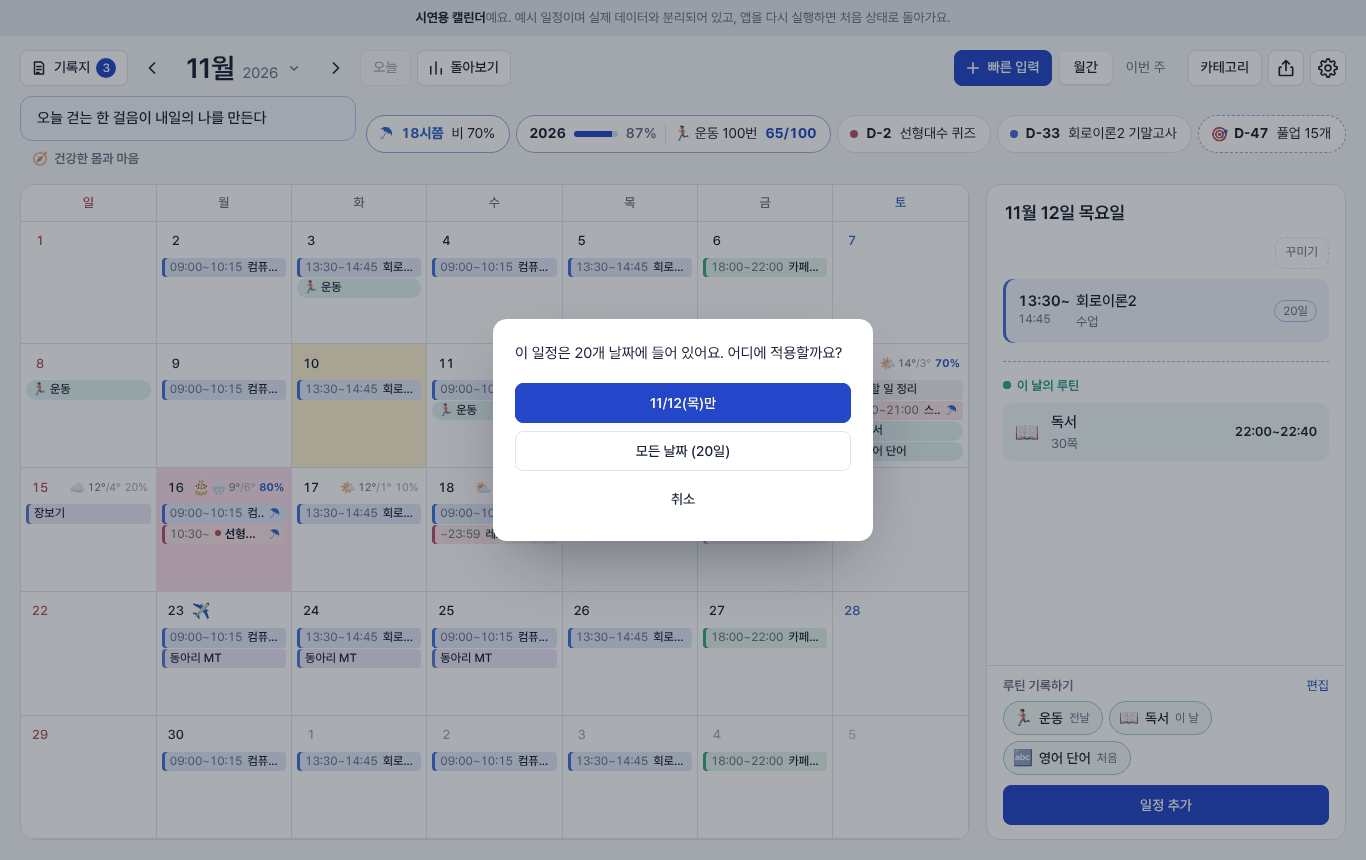 시연용 캘린더예요. 예시 일정이며 실제 데이터와 분리되어 있고, 앱을 다시 실행하면 처음 상태로 돌아가요.
기록지 3
11월 2026
오늘
돌아보기
빠른 입력
월간
이번 주
카테고리
오늘 걷는 한 걸음이 내일의 나를 만든다
건강한 몸과 마음
18시쯤 비 70%
2026 87% 운동 100번 65/100
D-2 선형대수 퀴즈
D-33 회로이론2 기말고사
D-47 풀업 15개
일 월 화 수 목 금 토
1 2 3 4 5 6 7
09:00~10:15 컴퓨...
13:30~14:45 회로...
운동
09:00~10:15 컴퓨...
13:30~14:45 회로...
18:00~22:00 카페...
8 9 10 11
14°/3° 70%
운동
09:00~10:15 컴퓨...
13:30~14:45 회로...
운동
할 일 정리
~21:00 스..
어 단어
15 12°/4° 20%
장보기
16 9°/6° 80%
09:00~10:15 컴..
10:30~ 선형...
17 12°/1° 10%
13:30~14:45 회로...
18
~23:59
22 23 24 25 26 27 28
09:00~10:15 컴퓨...
동아리 MT
13:30~14:45 회로...
동아리 MT
09:00~10:15 컴퓨...
동아리 MT
13:30~14:45 회로...
18:00~22:00 카페...
29 30 1 2 3 4 5
09:00~10:15 컴퓨...
13:30~14:45 회로...
09:00~10:15 컴퓨...
13:30~14:45 회로...
18:00~22:00 카페...
이 일정은 20개 날짜에 들어 있어요. 어디에 적용할까요?
11/12(목)만
모든 날짜 (20일)
취소
11월 12일 목요일
꾸미기
13:30~ 회로이론2
14:45 수업
20일
이 날의 루틴
독서
30쪽
22:00~22:40
루틴 기록하기
편집
운동 전날
독서 이 날
abc 영어 단어 처음
일정 추가